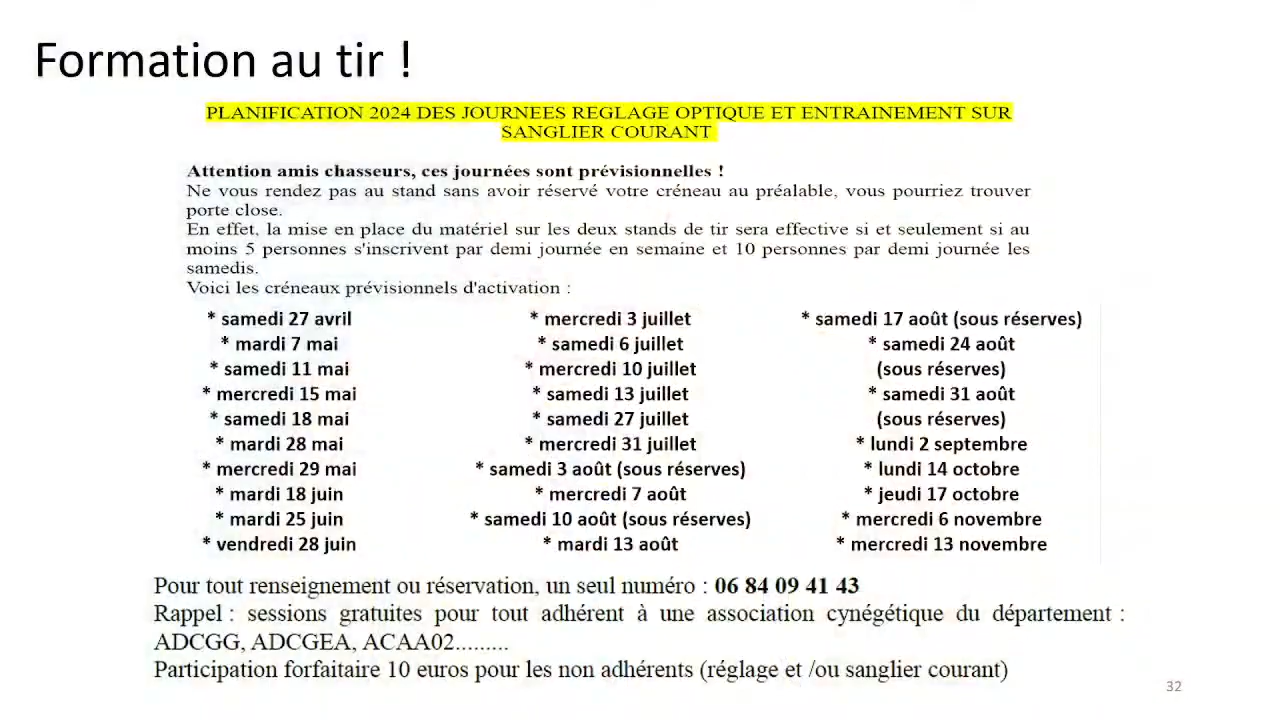 Formation au tir !
PLANIFICATION 2024 DES JOURNEES REGLAGE OPTIQUE ET ENTRAINEMENT SUR
SANGLIER COURANT
Attention amis chasseurs, ces journées sont prévisionnelles !
Ne vous rendez pas au stand sans avoir réservé votre créneau au préalable, vous pourriez trouver
porte close.
En effet, la mise en place du matériel sur les deux stands de tir sera effective si et seulement si au
moins 5 personnes s'inscrivent par demi journée en semaine et 10 personnes par demi journée les
samedis.
Voici les créneaux prévisionnels d'activation :
* samedi 27 avril
* mardi 7 mai
* samedi 11 mai
* mercredi 15 mai
* samedi 18 mai
* mardi 28 mai
* mercredi 29 mai
* mardi 18 juin
* mardi 25 juin
* vendredi 28 juin
* mercredi 3 juillet
* samedi 6 juillet
* mercredi 10 juillet
* samedi 13 juillet
* samedi 27 juillet
* mercredi 31 juillet
* samedi 3 août (sous réserves)
* mercredi 7 août
* samedi 10 août (sous réserves)
* mardi 13 août
* samedi 17 août (sous réserves)
* samedi 24 août
(sous réserves)
* samedi 31 août
(sous réserves)
* lundi 2 septembre
* lundi 14 octobre
* jeudi 17 octobre
* mercredi 6 novembre
* mercredi 13 novembre
Pour tout renseignement ou réservation, un seul numéro : 06 84 09 41 43
Rappel : sessions gratuites pour tout adhérent à une association cynégétique du département :
ADCGG, ADCGEA, ACAA02.........
Participation forfaitaire 10 euros pour les non adhérents (réglage et /ou sanglier courant)
32